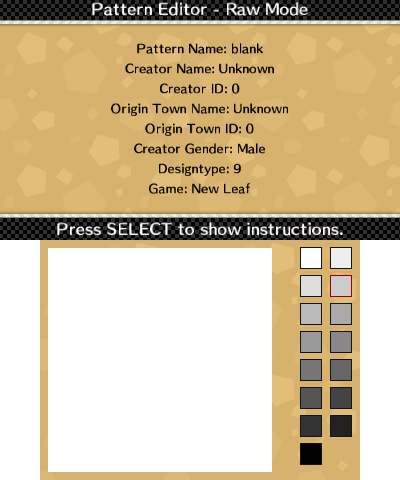 Pattern Editor - Raw Mode
Pattern Name: blank
Creator Name: Unknown
Creator ID: 0
Origin Town Name: Unknown
Origin Town ID: 0
Creator Gender: Male
Designtype: 9
Game: New Leaf
Press SELECT to show instructions.